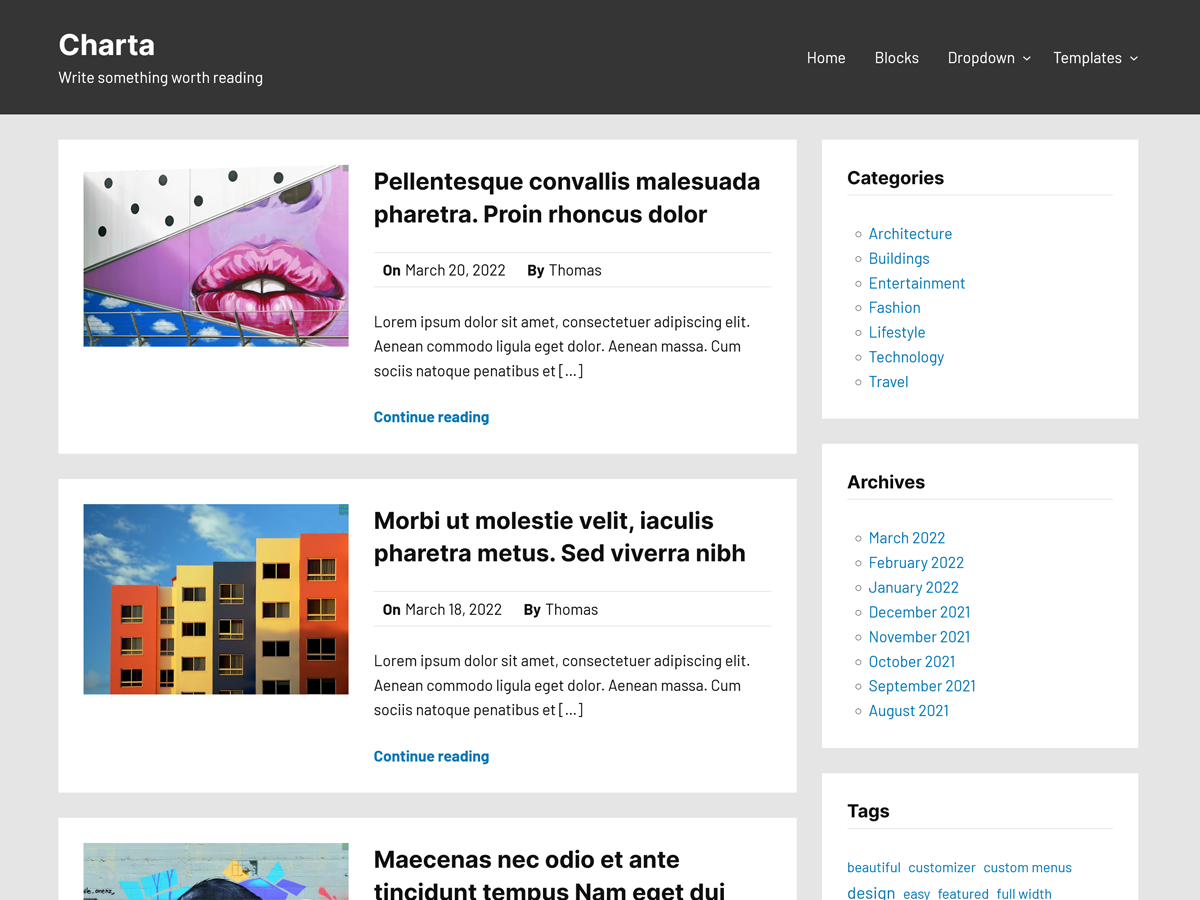 Charta
Write something worth reading
Home Blocks Dropdown Templates
Pellentesque convallis malesuada
pharetra. Proin rhoncus dolor
On March 20, 2022 By Thomas
Lorem ipsum dolor sit amet, consectetuer adipiscing elit.
Aenean commodo ligula eget dolor. Aenean massa. Cum
sociis natoque penatibus et […]
Continue reading
Morbi ut molestie velit, iaculis
pharetra metus. Sed viverra nibh
On March 18, 2022 By Thomas
Lorem ipsum dolor sit amet, consectetuer adipiscing elit.
Aenean commodo ligula eget dolor. Aenean massa. Cum
sociis natoque penatibus et […]
Continue reading
Maecenas nec odio et ante
tincidunt tempus Nam eget dui
Categories
Architecture
Buildings
Entertainment
Fashion
Lifestyle
Technology
Travel
Archives
March 2022
February 2022
January 2022
December 2021
November 2021
October 2021
September 2021
August 2021
Tags
beautiful customizer custom menus
design easy featured full width